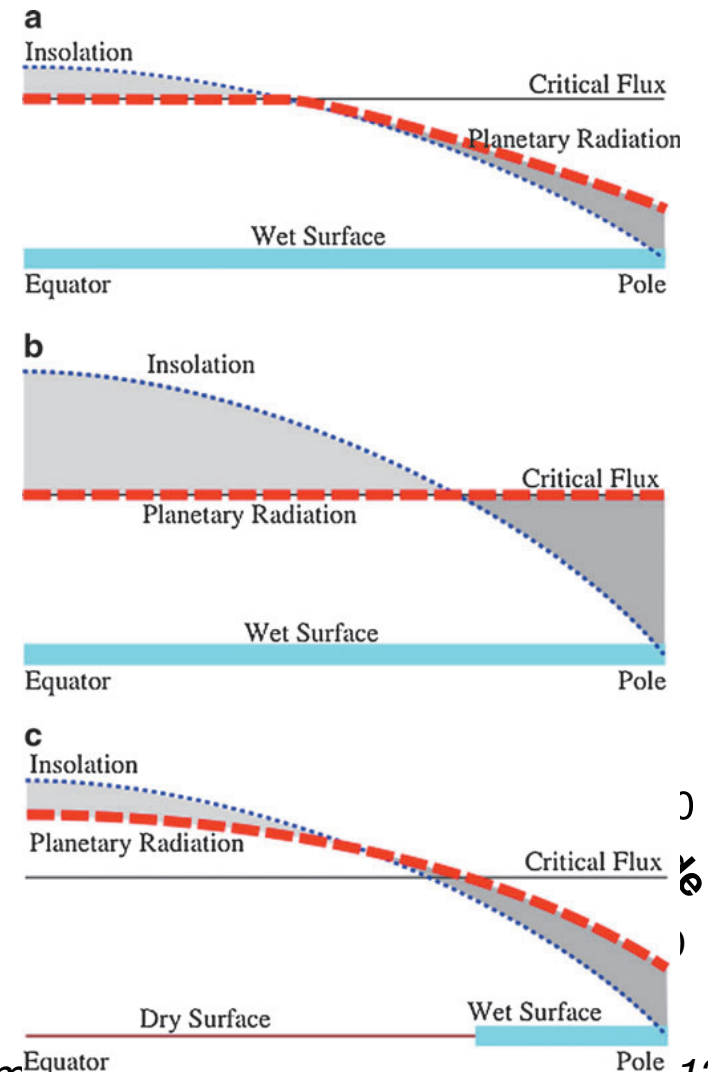 a
Insolation
Critical Flux
Planetary Radiation
Wet Surface
Equator Pole
b
Insolation
Critical Flux
Planetary Radiation
Wet Surface
Equator Pole
c
Insolation
Planetary Radiation
Critical Flux
Dry Surface Wet Surface
Equator Pole